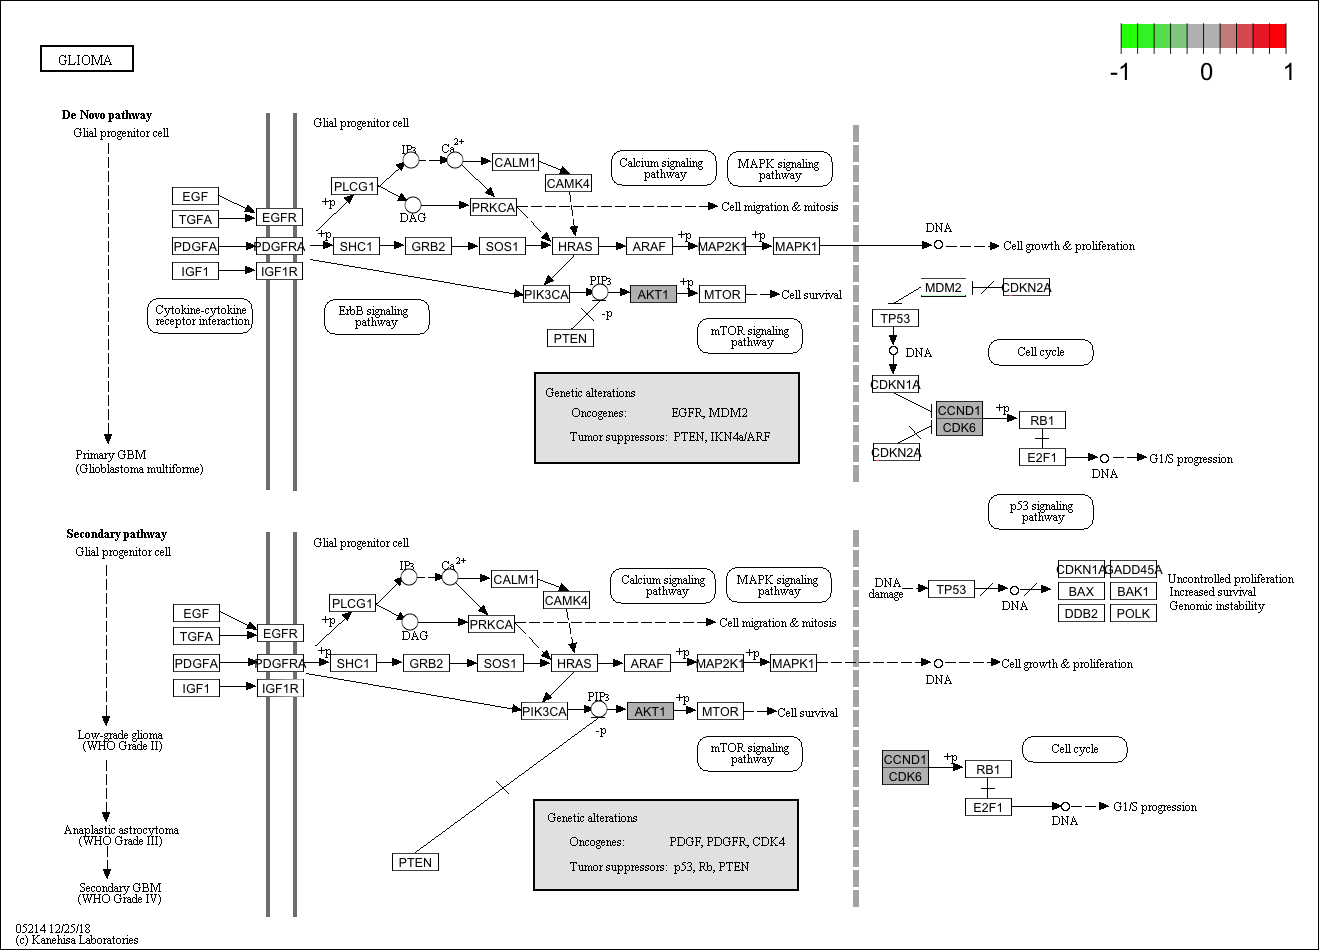 GLIOMA
-1 0 1
De Novo pathway
Glial progenitor cell
Glial progenitor cell
IP3
Ca2+
CALM1
Calcium signaling
pathway
MAPK signaling
pathway
PLCG1
CAMK4
EGF
+p
DAG
PRKCA
Cell migration & mitosis
TGFA
EGFR
DNA
PDGFA
PDGFRA
+p
SHC1
GRB2
SOS1
HRAS
ARAF
+p
MAP2K1
+p
MAPK1
Cell growth & proliferation
IGF1
IGF1R
PIK3CA
PIP3
AKT1
+p
MTOR
Cell survival
MDM2
CDKN2A
Cytokine-cytokine
receptor interaction
ErbB signaling
pathway
-p
PTEN
mTOR signaling
pathway
TP53
DNA
Cell cycle
CDKN1A
Genetic alterations
Oncogenes: EGFR, MDM2
Tumor suppressors: PTEN, IKN4a/ARF
CCND1
CDK6
+p
RB1
CDKN2A
E2F1
DNA
G1/S progression
Primary GBM
(Glioblastoma multiforme)
p53 signaling
pathway
Secondary pathway
Glial progenitor cell
Glial progenitor cell
IP3
Ca2+
CALM1
Calcium signaling
pathway
MAPK signaling
pathway
PLCG1
CAMK4
EGF
+p
DAG
PRKCA
Cell migration & mitosis
TGFA
EGFR
DNA
damage
TP53
DNA
CDKN1A
GADD45A
BAX
BAK1
DDB2
POLK
Uncontrolled proliferation
Increased survival
Genomic instability
PDGFA
PDGFRA
+p
SHC1
GRB2
SOS1
HRAS
ARAF
+p
MAP2K1
+p
MAPK1
DNA
Cell growth & proliferation
IGF1
IGF1R
PIK3CA
PIP3
AKT1
+p
MTOR
Cell survival
-p
Low-grade glioma
(WHO Grade II)
mTOR signaling
pathway
CCND1
CDK6
+p
RB1
Cell cycle
E2F1
DNA
G1/S progression
Anaplastic astrocytoma
(WHO Grade III)
Genetic alterations
Oncogenes: PDGF, PDGFR, CDK4
Tumor suppressors: p53, Rb, PTEN
PTEN
Secondary GBM
(WHO Grade IV)
05214 12/25/18
(c) Kanehisa Laboratories